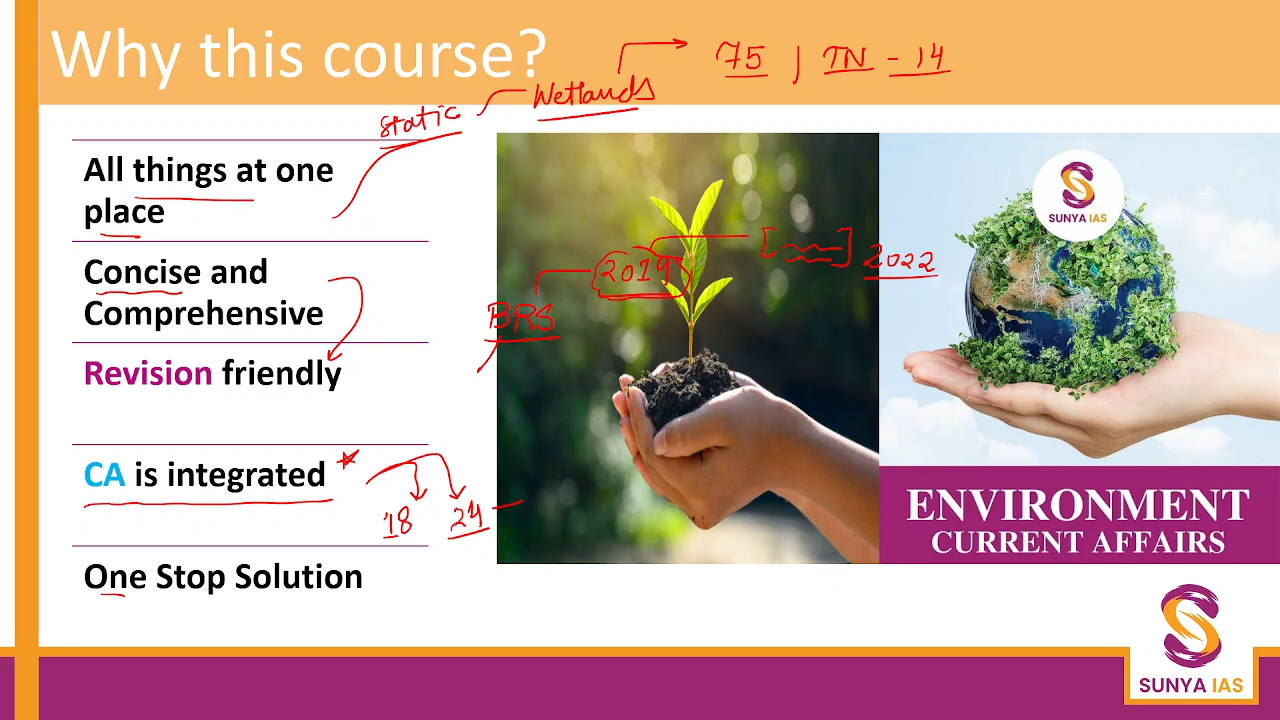 Why this course?
75 | TN - 14
Static
Wetlands
All things at one
place
Concise and
Comprehensive
Revision friendly
BRS
2019
2022
CA is integrated
18 24
One Stop Solution
SUNYA IAS
ENVIRONMENT
CURRENT AFFAIRS
SUNYA IAS